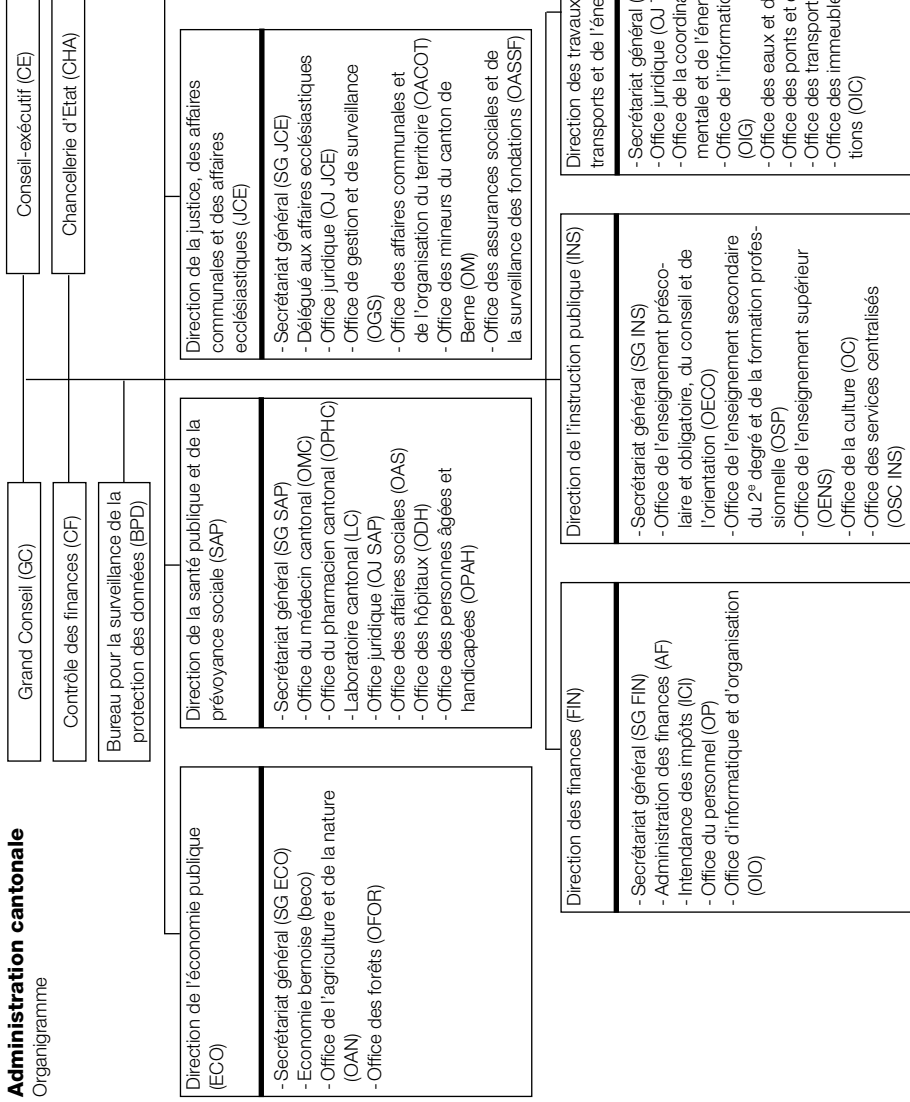 Administration cantonale
Organigramme
Grand Conseil (GC)
Conseil-exécutif (CE)
Contrôle des finances (CF)
Chancellerie d'Etat (CHA)
Bureau pour la surveillance de la
protection des données (BPD)
Direction de l'économie publique
(ECO)
- Secrétariat général (SG ECO)
- Economie bernoise (beco)
- Office de l'agriculture et de la nature
(OAN)
- Office des forêts (OFOR)
Direction de la santé publique et de la
prévoyance sociale (SAP)
- Secrétariat général (SG SAP)
- Office du médecin cantonal (OMC)
- Office du pharmacien cantonal (OPHC)
- Laboratoire cantonal (LC)
- Office juridique (OJ SAP)
- Office des affaires sociales (OAS)
- Office des hôpitaux (ODH)
- Office des personnes âgées et
handicapées (OPAH)
Direction de la justice, des affaires
communales et des affaires
ecclésiastiques (JCE)
- Secrétariat général (SG JCE)
- Délégué aux affaires ecclésiastiques
- Office juridique (OJ JCE)
- Office de gestion et de surveillance
(OGS)
- Office des affaires communales et
de l'organisation du territoire (OACOT)
- Office des mineurs du canton de
Berne (OM)
- Office des assurances sociales et de
la surveillance des fondations (OASSF)
Direction des finances (FIN)
- Secrétariat général (SG FIN)
- Administration des finances (AF)
- Intendance des impôts (ICI)
- Office du personnel (OP)
- Office d'informatique et d'organisation
(OIO)
Direction de l'instruction publique (INS)
- Secrétariat général (SG INS)
- Office de l'enseignement présco-
laire et obligatoire, du conseil et de
l'orientation (OECO)
- Office de l'enseignement secondaire
du 2e degré et de la formation profes-
sionnelle (OSP)
- Office de l'enseignement supérieur
(OENS)
- Office de la culture (OC)
- Office des services centralisés
(OSC INS)
Direction des travaux
transports et de l'éne
- Secrétariat général (
- Office juridique (OJ T
- Office de la coordina
mentale et de l'éner
- Office de l'informatio
(OIG)
- Office des eaux et d
- Office des ponts et c
- Office des transport
- Office des immeuble
tions (OIC)